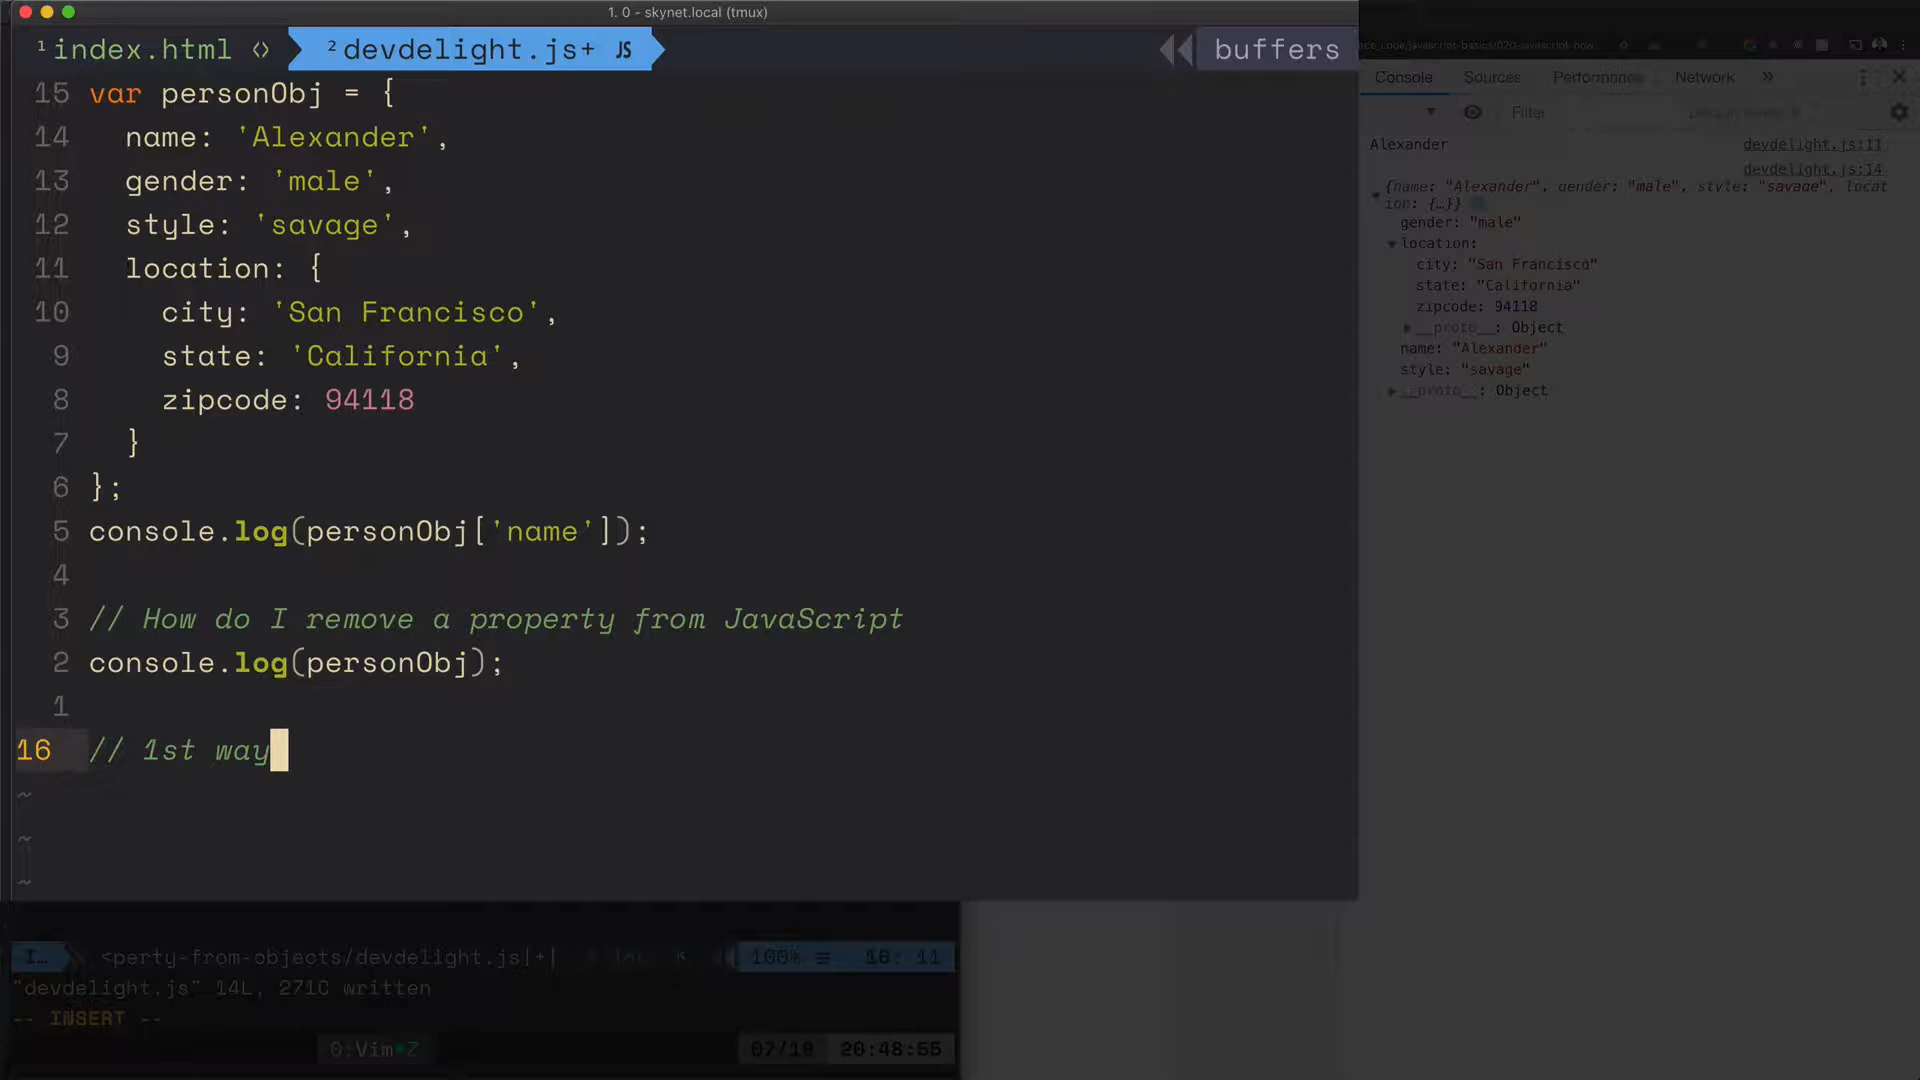 1. 0 - skynet.local (tmux)
1 index.html <> 2 devdelight.js+ JS buffers
15 var personObj = {
14 name: 'Alexander',
13 gender: 'male',
12 style: 'savage',
11 location: {
10 city: 'San Francisco',
9 state: 'California',
8 zipcode: 94118
7 }
6 };
5 console.log(personObj['name']);
4
3 // How do I remove a property from JavaScript
2 console.log(personObj);
1
16 // 1st way
~
~
~
I… <perty-from-objects/devdelight.js[+] 100% ≡ 16: 11
"devdelight.js" 14L, 271C written
-- INSERT --
0:Vim•Z 07/18 20:48:55
Console Sources Performance Network »
Filter
Alexander devdelight.js:11
devdelight.js:14
{name: "Alexander", gender: "male", style: "savage", locat
ion: {…}}
gender: "male"
location:
city: "San Francisco"
state: "California"
zipcode: 94118
__proto__: Object
name: "Alexander"
style: "savage"
__proto__: Object